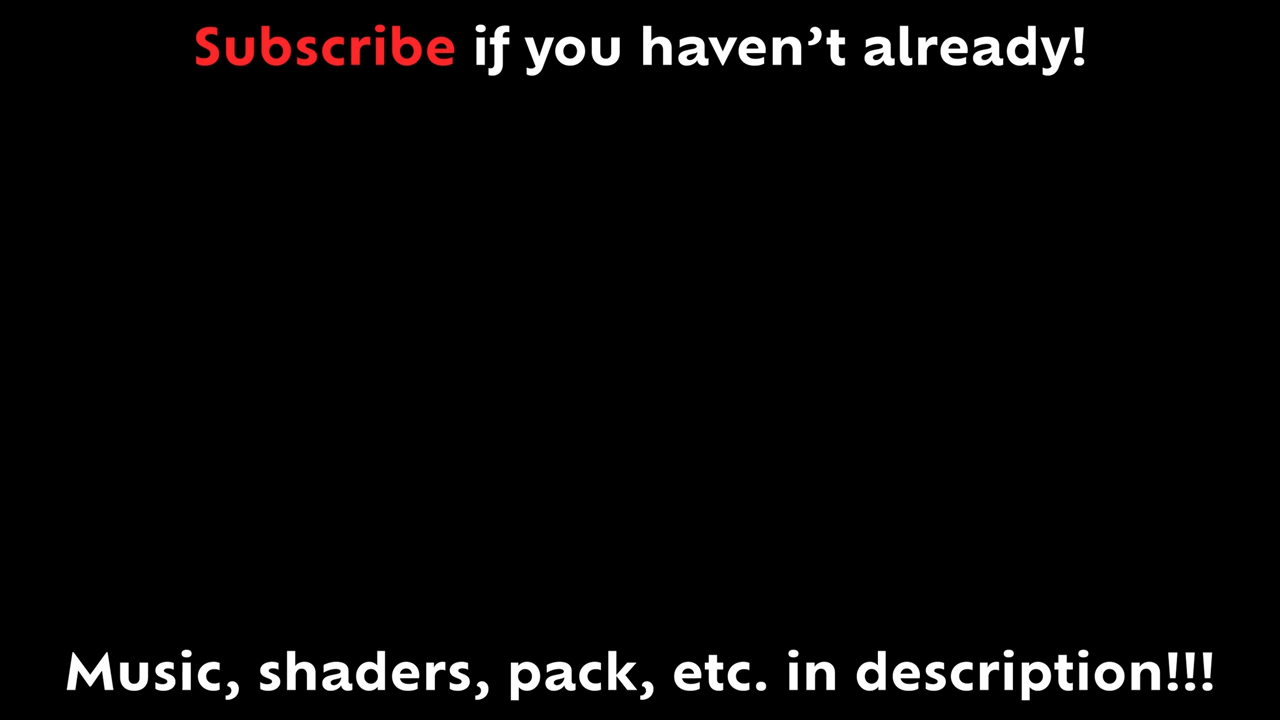 Subscribe if you haven’t already!
Music, shaders, pack, etc. in description!!!